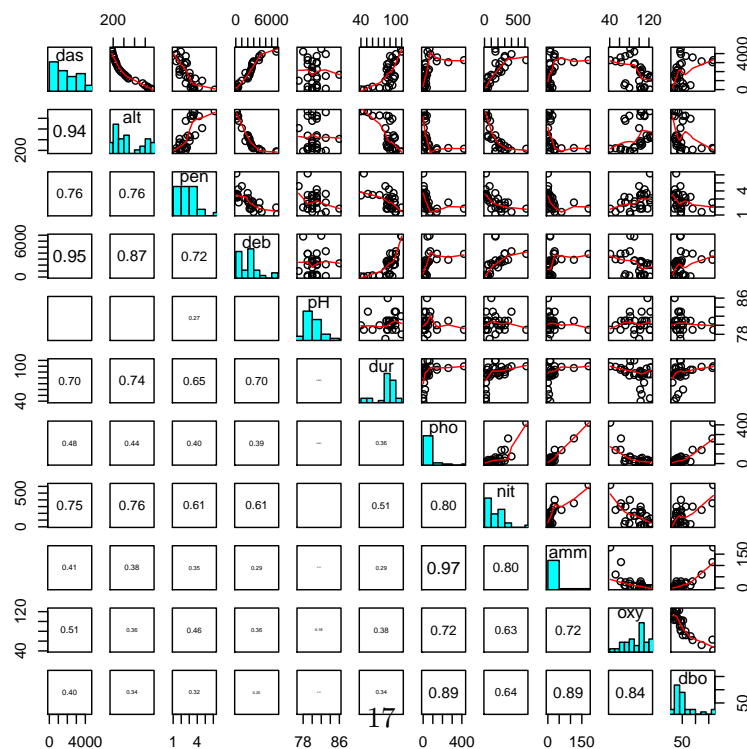 200 0 6000 40 100 0 500 40 120
das 0 4000
0.94 alt
200
0.76 0.76 pen 1 4
0 6000 0.95 0.87 0.72 deb
0.27 pH 78 86
40 100 0.70 0.74 0.65 0.70 dur
0.48 0.44 0.40 0.39 0.36 pho 0 400
0 500 0.75 0.76 0.61 0.61 0.51 0.80 nit
0.41 0.38 0.35 0.29 0.29 0.97 0.80 amm 0 150
40 120 0.51 0.36 0.46 0.36 0.38 0.72 0.63 0.72 oxy
0.40 0.34 0.32 0.34 0.89 0.64 0.89 0.84 dbo 50
17
0 4000 1 4 78 86 0 400 0 150 50